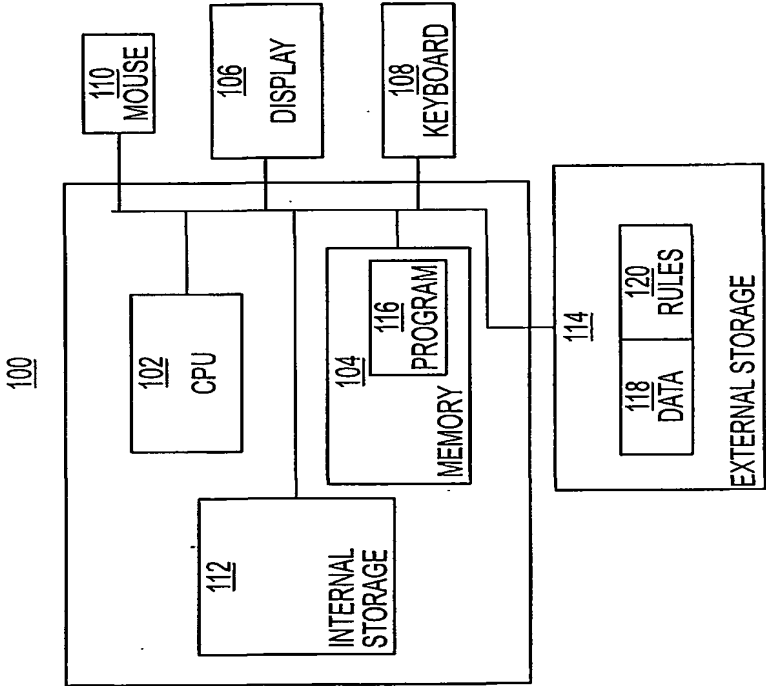 100
110
MOUSE
102
CPU
106
DISPLAY
112
INTERNAL
STORAGE
104
116
PROGRAM
MEMORY
108
KEYBOARD
114
118
DATA
120
RULES
EXTERNAL STORAGE